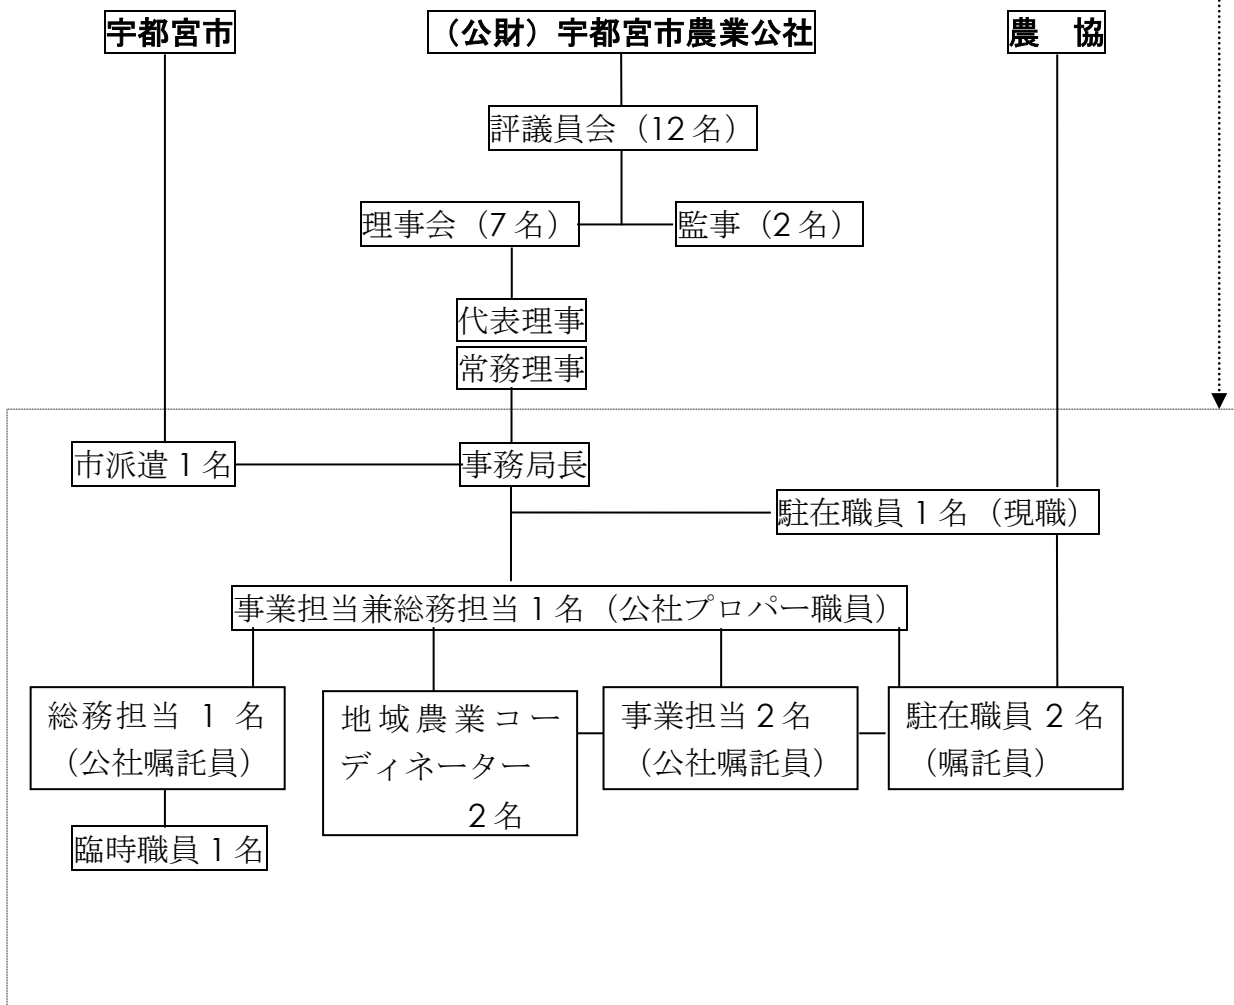 宇都宮市
（公財）宇都宮市農業公社
農　協
評議員会（12名）
理事会（7名）
監事（2名）
代表理事
常務理事
市派遣1名
事務局長
駐在職員1名（現職）
事業担当兼総務担当1名（公社プロパー職員）
総務担当 1 名
（公社嘱託員）
地域農業コー
ディネーター
2名
事業担当2名
（公社嘱託員）
駐在職員 2名
（嘱託員）
臨時職員1名